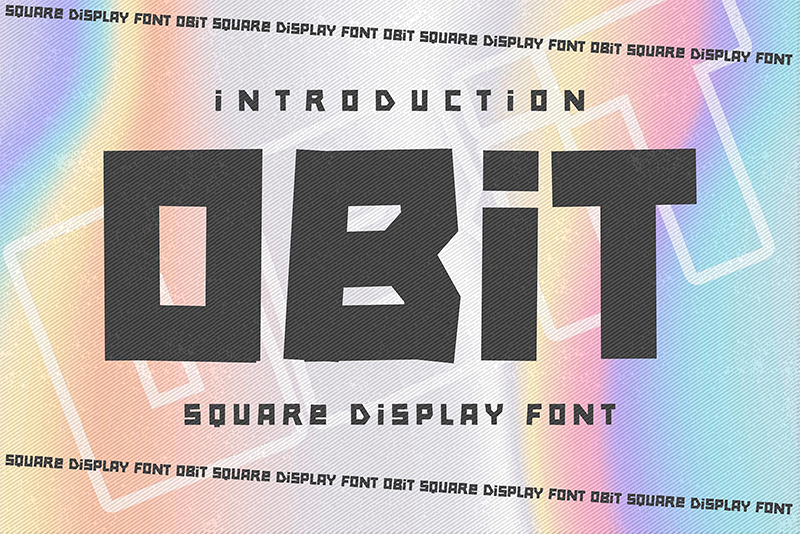 SQUARE DiSPLAY FONT OBiT SQUARE DiSPLAY FONT OBiT SQUARE DiSPLAY FONT OBiT SQUARE DiSPLAY FONT
iNTRODUCTiON
OBiT
SQUARE DiSPLAY FONT
SQUARE DiSPLAY FONT OBiT SQUARE DiSPLAY FONT OBiT SQUARE DiSPLAY FONT OBiT SQUARE DiSPLAY FONT